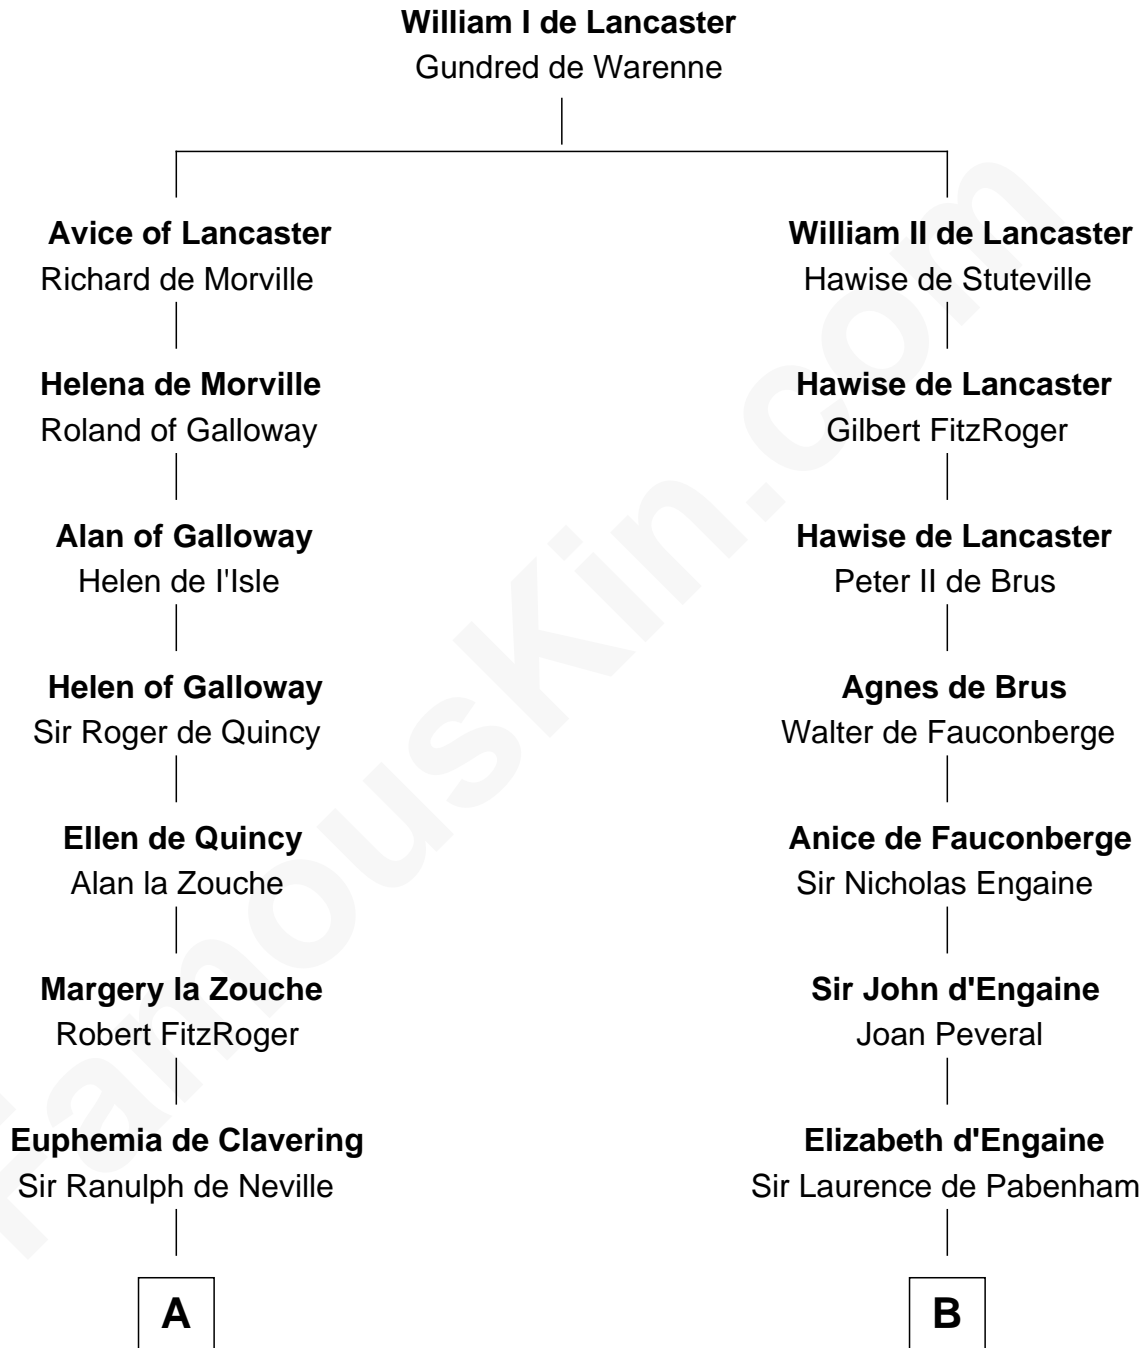 William I de Lancaster
Gundred de Warenne
Avice of Lancaster
Richard de Morville
Helena de Morville
Roland of Galloway
Alan of Galloway
Helen de I'Isle
Helen of Galloway
Sir Roger de Quincy
Ellen de Quincy
Alan la Zouche
Margery la Zouche
Robert FitzRoger
Euphemia de Clavering
Sir Ranulph de Neville
A
William II de Lancaster
Hawise de Stuteville
Hawise de Lancaster
Gilbert FitzRoger
Hawise de Lancaster
Peter II de Brus
Agnes de Brus
Walter de Fauconberge
Anice de Fauconberge
Sir Nicholas Engaine
Sir John d'Engaine
Joan Peveral
Elizabeth d'Engaine
Sir Laurence de Pabenham
B
FamousKin.com